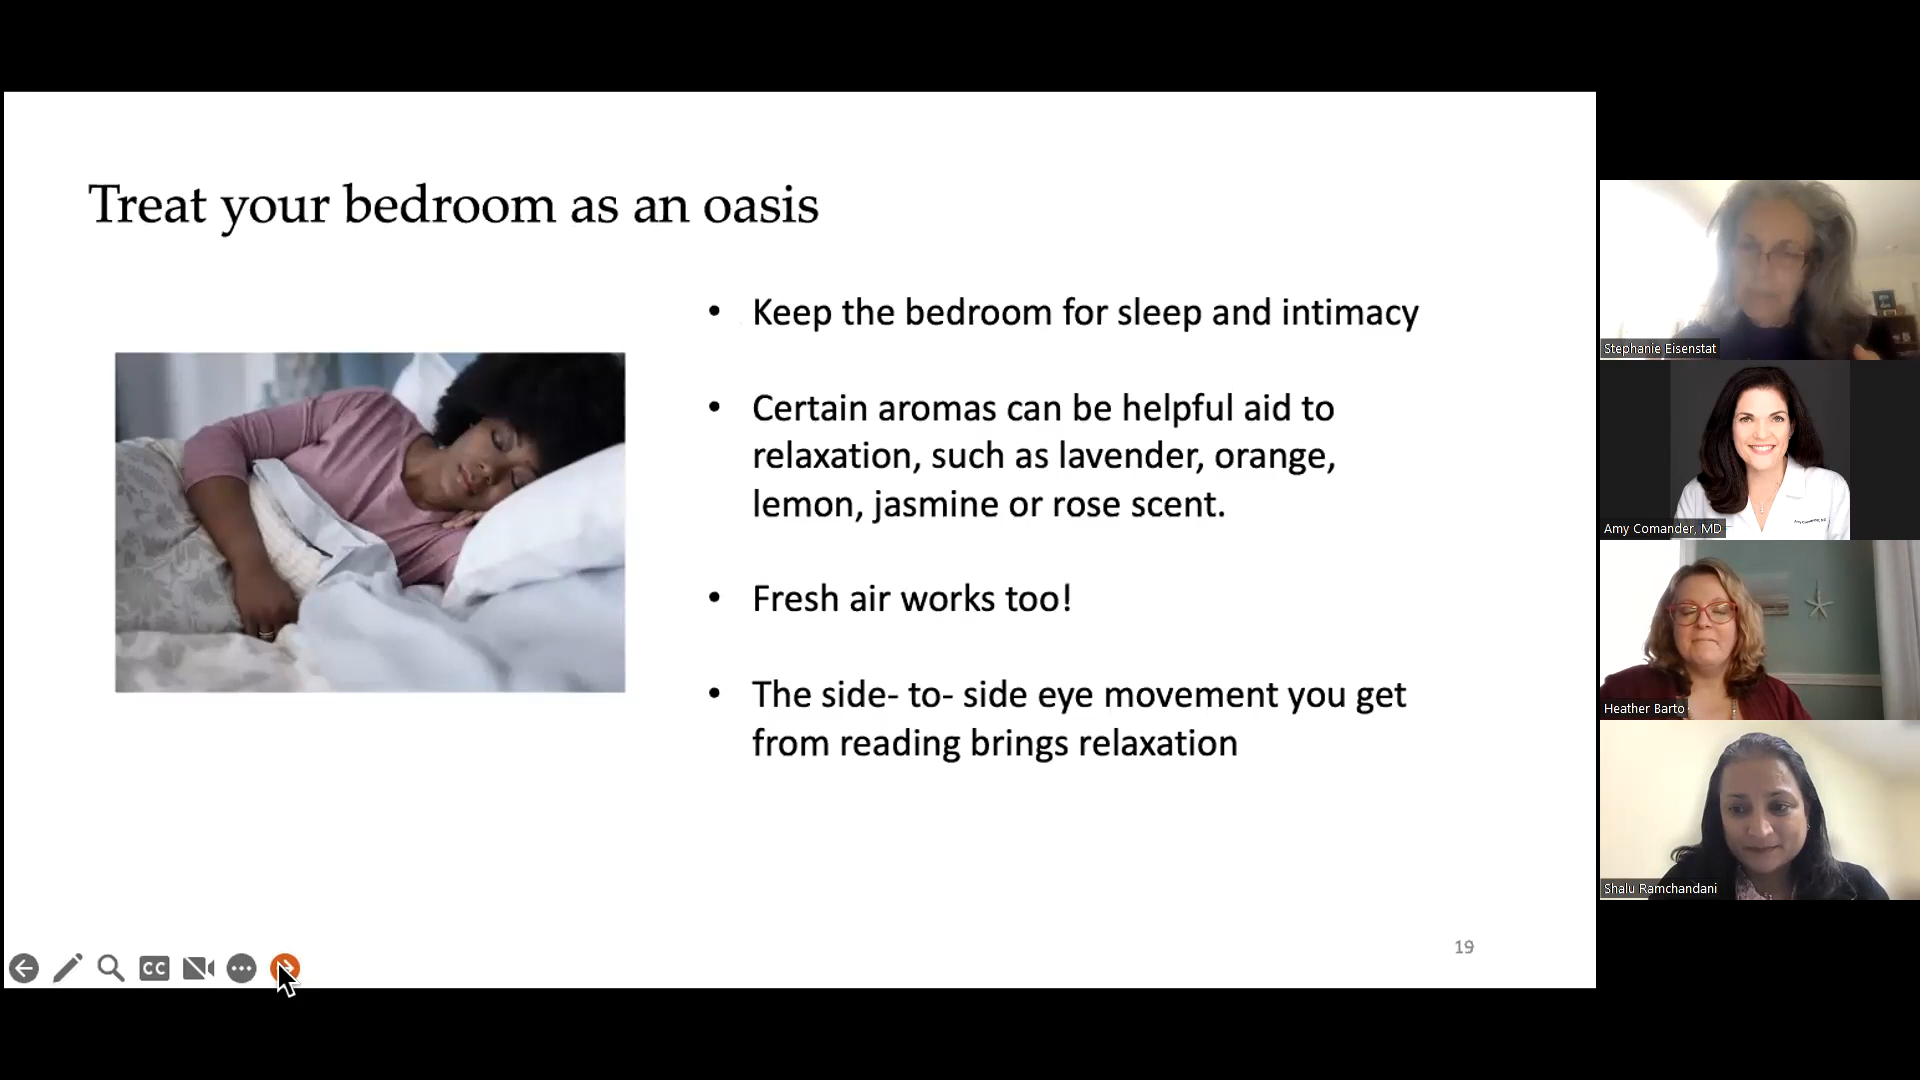 Treat your bedroom as an oasis
• Keep the bedroom for sleep and intimacy
• Certain aromas can be helpful aid to
relaxation, such as lavender, orange,
lemon, jasmine or rose scent.
• Fresh air works too!
• The side- to- side eye movement you get
from reading brings relaxation
19
CC
Stephanie Eisenstat
Amy Comander, MD
Heather Barto
Shalu Ramchandani